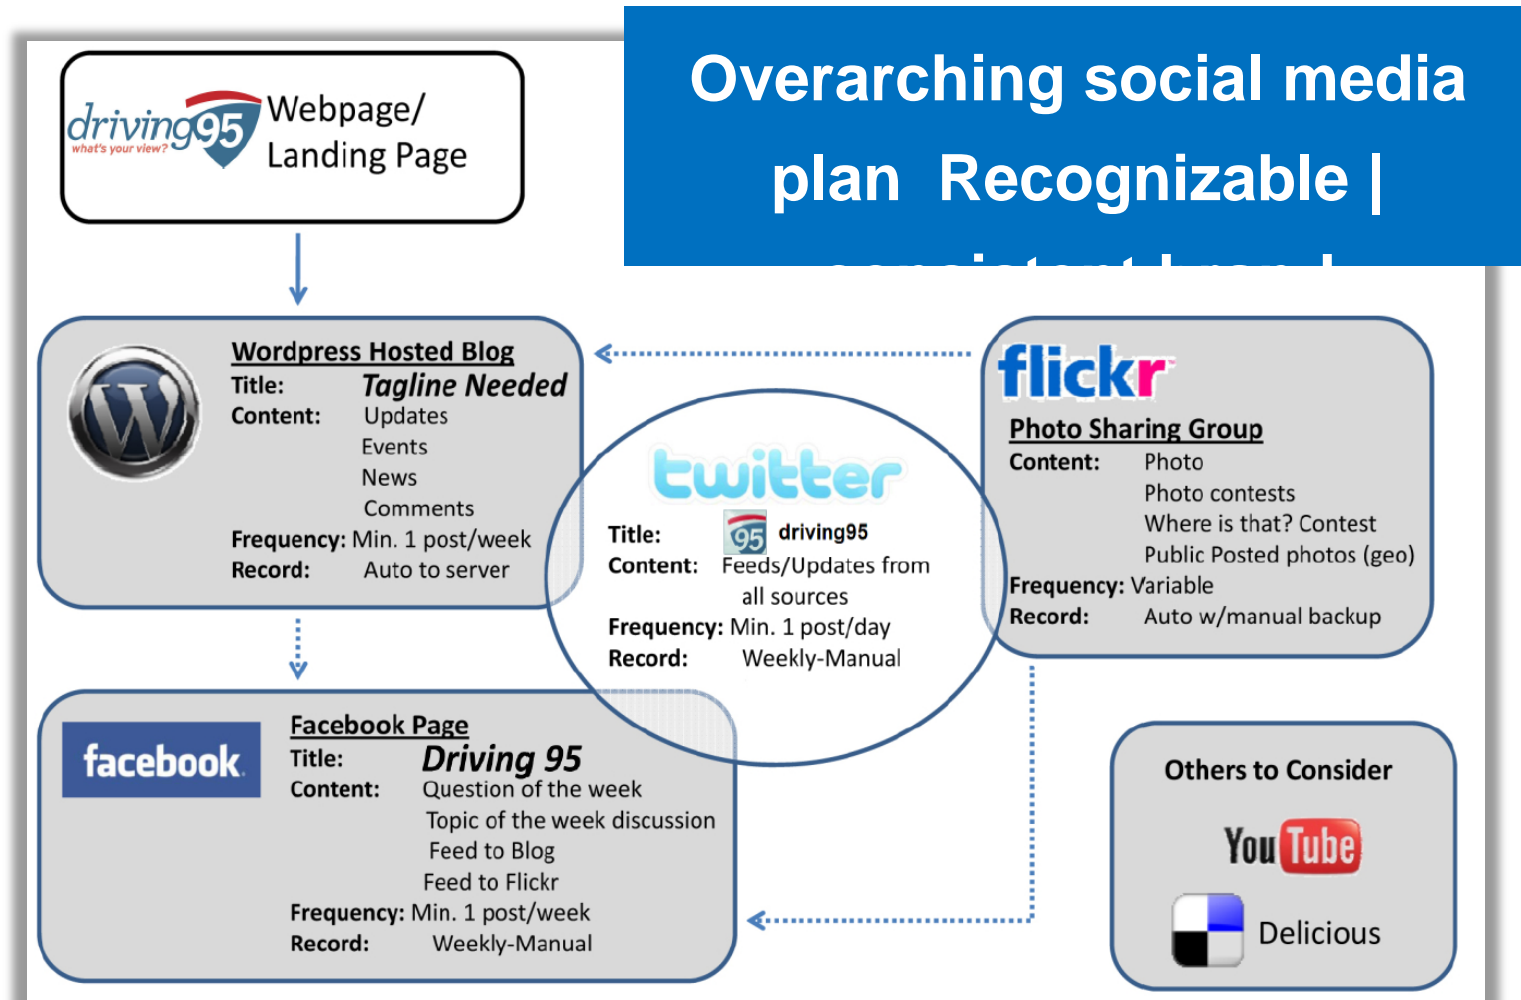 Overarching social media
plan Recognizable |
driving95
what's your view?
Webpage/
Landing Page
W
Wordpress Hosted Blog
Title: Tagline Needed
Content: Updates
Events
News
Comments
Frequency: Min. 1 post/week
Record: Auto to server
twitter
Title: 95 driving95
Content: Feeds/Updates from
all sources
Frequency: Min. 1 post/day
Record: Weekly-Manual
flickr
Photo Sharing Group
Content: Photo
Photo contests
Where is that? Contest
Public Posted photos (geo)
Frequency: Variable
Record: Auto w/manual backup
facebook
Facebook Page
Title: Driving 95
Content: Question of the week
Topic of the week discussion
Feed to Blog
Feed to Flickr
Frequency: Min. 1 post/week
Record: Weekly-Manual
Others to Consider
YouTube
Delicious